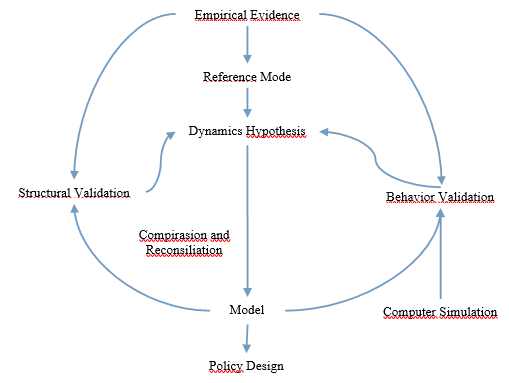 Empirical Evidence
Reference Mode
Dynamics Hypothesis
Structural Validation
Behavior Validation
Compirasion and
Reconsiliation
Model
Computer Simulation
Policy Design